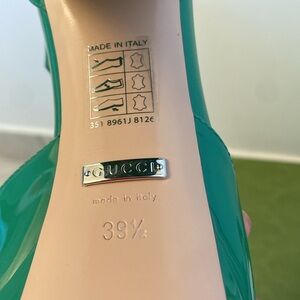 MADE IN ITALY
351 8961J 8126
GUCCI
made in italy
39½